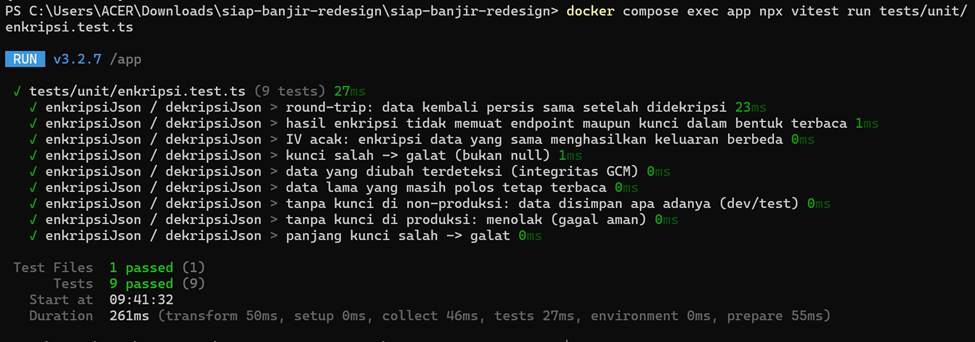 PS C:\Users\ACER\Downloads\siap-banjir-redesign\siap-banjir-redesign> docker compose exec app npx vitest run tests/unit/
enkripsi.test.ts
RUN v3.2.7 /app
✓ tests/unit/enkripsi.test.ts (9 tests) 27ms
✓ enkripsiJson / dekripsiJson > round-trip: data kembali persis sama setelah didekripsi 23ms
✓ enkripsiJson / dekripsiJson > hasil enkripsi tidak memuat endpoint maupun kunci dalam bentuk terbaca 1ms
✓ enkripsiJson / dekripsiJson > IV acak: enkripsi data yang sama menghasilkan keluaran berbeda 0ms
✓ enkripsiJson / dekripsiJson > kunci salah -> galat (bukan null) 1ms
✓ enkripsiJson / dekripsiJson > data yang diubah terdeteksi (integritas GCM) 0ms
✓ enkripsiJson / dekripsiJson > data lama yang masih polos tetap terbaca 0ms
✓ enkripsiJson / dekripsiJson > tanpa kunci di non-produksi: data disimpan apa adanya (dev/test) 0ms
✓ enkripsiJson / dekripsiJson > tanpa kunci di produksi: menolak (gagal aman) 0ms
✓ enkripsiJson / dekripsiJson > panjang kunci salah -> galat 0ms
Test Files 1 passed (1)
Tests 9 passed (9)
Start at 09:41:32
Duration 261ms (transform 50ms, setup 0ms, collect 46ms, tests 27ms, environment 0ms, prepare 55ms)